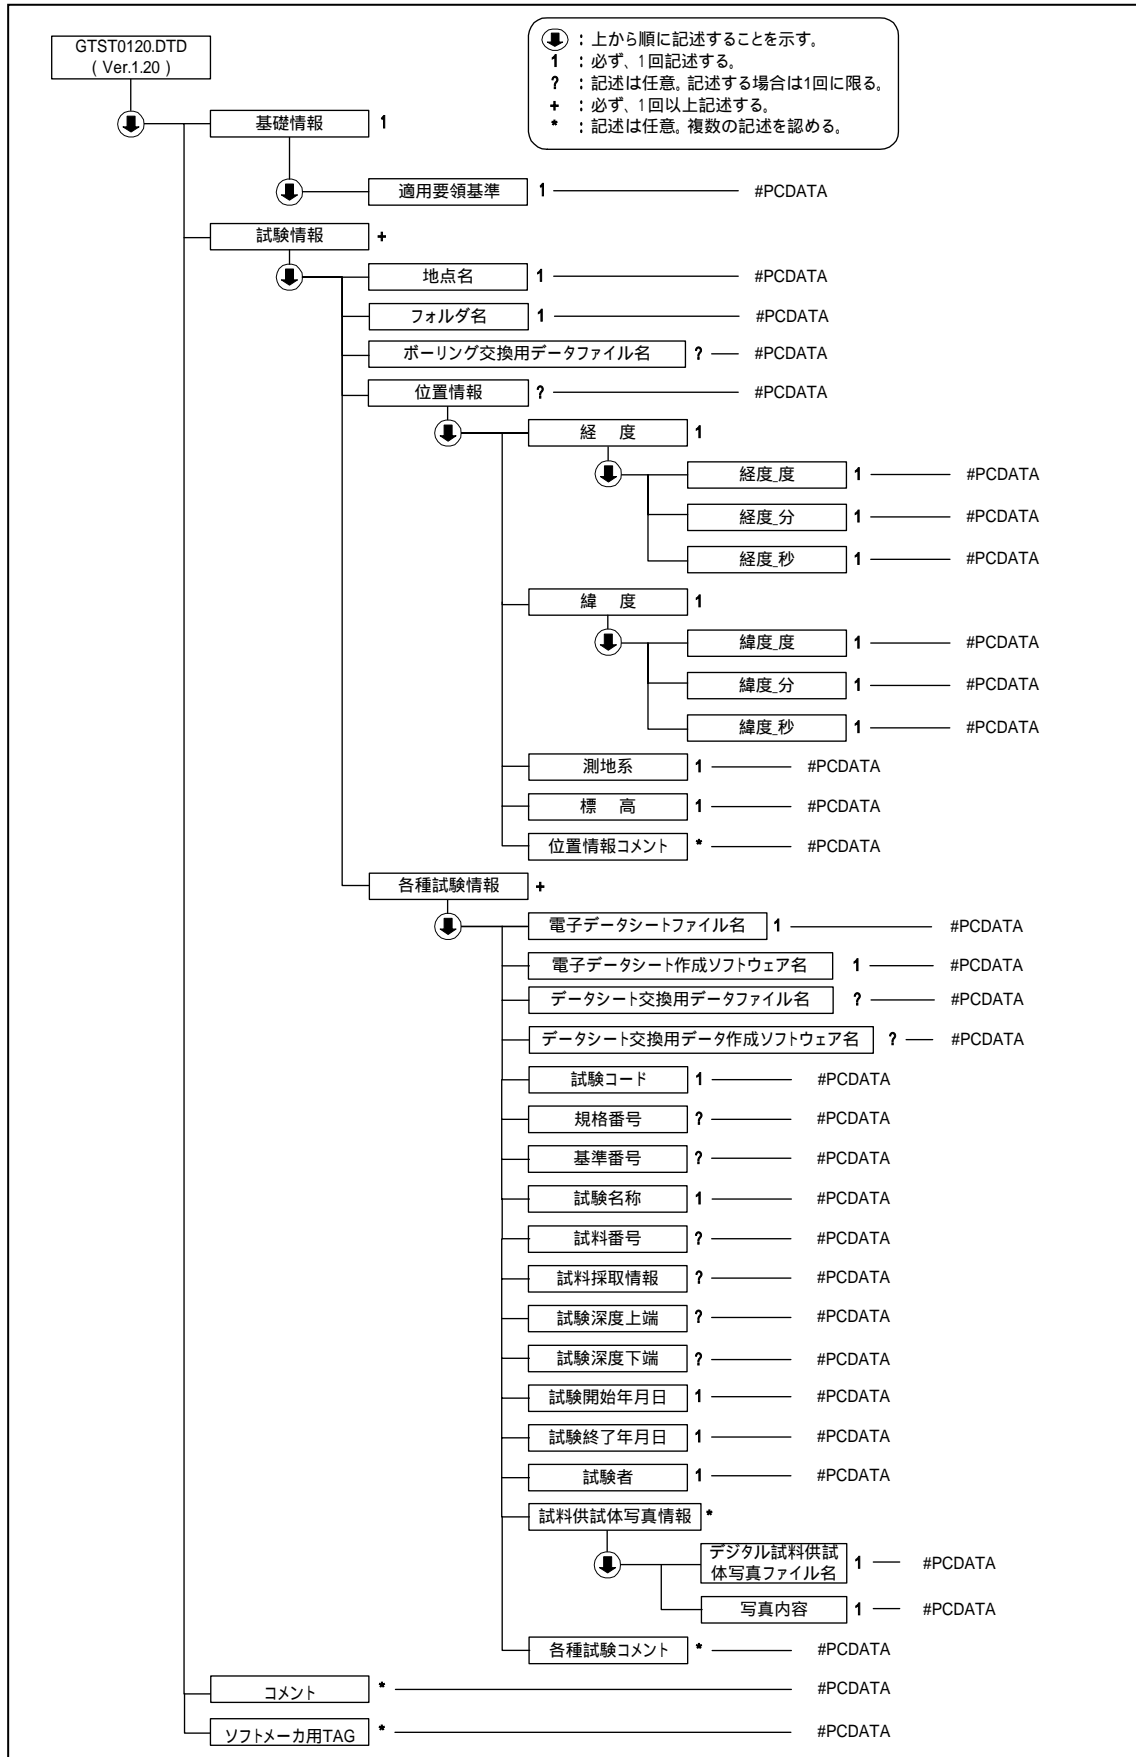 GTST0120.DTD
( Ver.1.20 )
：上から順に記述することを示す。
1 ：必ず、1回記述する。
? ：記述は任意。記述する場合は1回に限る。
+ ：必ず、1回以上記述する。
* ：記述は任意。複数の記述を認める。
基礎情報 1
適用要領基準 1 #PCDATA
試験情報 +
地点名 1 #PCDATA
フォルダ名 1 #PCDATA
ボーリング交換用データファイル名 ? #PCDATA
位置情報 ? #PCDATA
経 度 1
経度_度 1 #PCDATA
経度_分 1 #PCDATA
経度_秒 1 #PCDATA
緯 度 1
緯度_度 1 #PCDATA
緯度_分 1 #PCDATA
緯度_秒 1 #PCDATA
測地系 1 #PCDATA
標 高 1 #PCDATA
位置情報コメント * #PCDATA
各種試験情報 +
電子データシートファイル名 1 #PCDATA
電子データシート作成ソフトウェア名 1 #PCDATA
データシート交換用データファイル名 ? #PCDATA
データシート交換用データ作成ソフトウェア名 ? #PCDATA
試験コード 1 #PCDATA
規格番号 ? #PCDATA
基準番号 ? #PCDATA
試験名称 1 #PCDATA
試料番号 ? #PCDATA
試料採取情報 ? #PCDATA
試験深度上端 ? #PCDATA
試験深度下端 ? #PCDATA
試験開始年月日 1 #PCDATA
試験終了年月日 1 #PCDATA
試験者 1 #PCDATA
試料供試体写真情報 *
デジタル試料供試
体写真ファイル名 1 #PCDATA
写真内容 1 #PCDATA
各種試験コメント * #PCDATA
コメント * #PCDATA
ソフトメーカ用TAG * #PCDATA